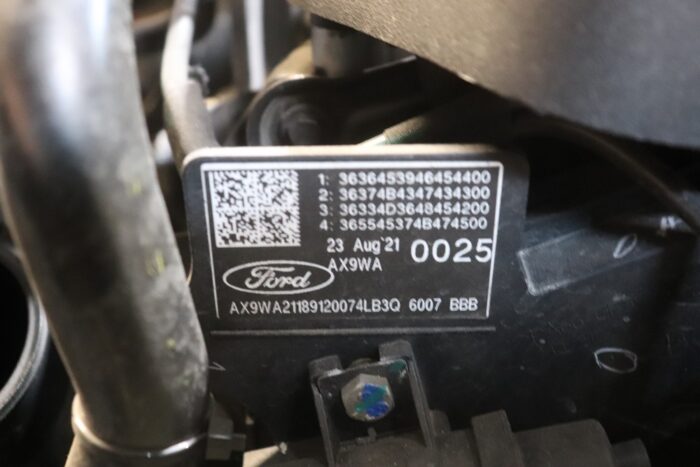 1: 3636453946454400
2: 36374B4347434300
3: 36334D3648454200
4: 365545374B474500
23 Aug'21 0025
AX9WA
Ford
AX9WA21189120074LB3Q 6007 BBB